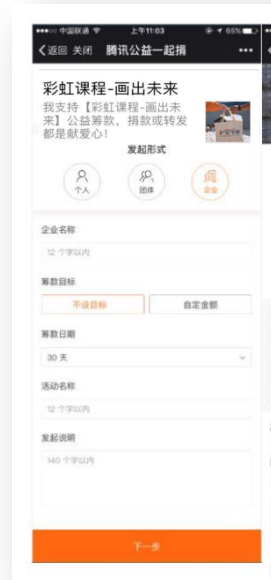 中国联通 上午11:03 65%
返回 关闭 腾讯公益一起捐
彩虹课程-画出未来
我支持【彩虹课程-画出未
来】公益筹款，捐款或转发
都是献爱心！
发起形式
个人 团体 企业
企业名称
12 个字以内
筹款目标
不设目标 自定金额
筹款日期
30 天
活动名称
12 个字以内
发起说明
140 个字以内
下一步